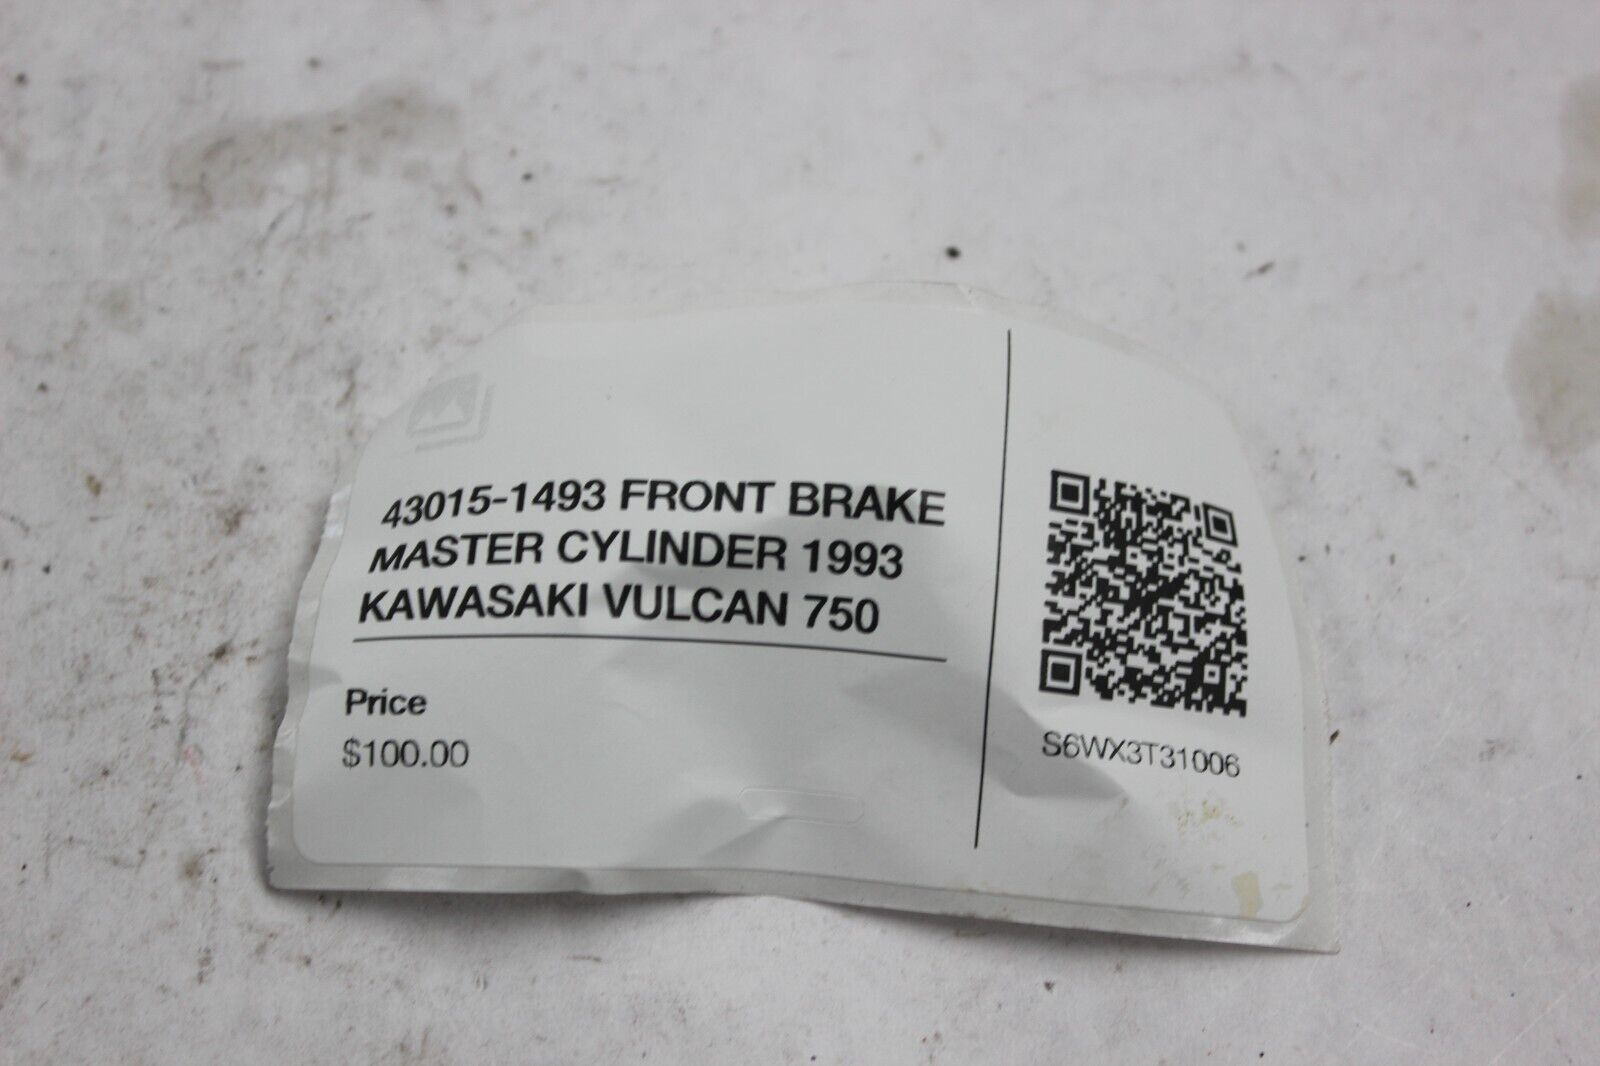 43015-1493 FRONT BRAKE
MASTER CYLINDER 1993
KAWASAKI VULCAN 750
Price
$100.00
S6WX3T31006